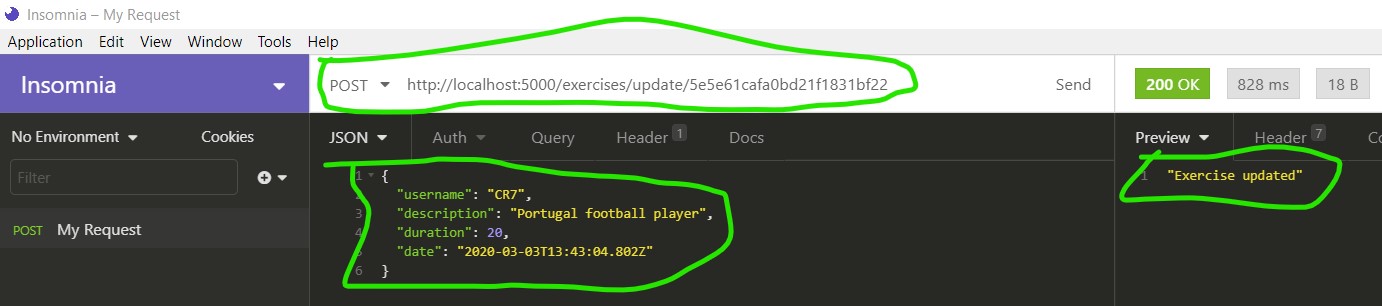 Insomnia – My Request
Application Edit View Window Tools Help
Insomnia
POST http://localhost:5000/exercises/update/5e5e61cafa0bd21f1831bf22 Send
200 OK 828 ms 18 B
No Environment Cookies
JSON Auth Query Header 1 Docs
Preview Header 7
Filter
POST My Request
1 {
"username": "CR7",
3 "description": "Portugal football player",
4 "duration": 20,
"date": "2020-03-03T13:43:04.802Z"
6 }
1 "Exercise updated"